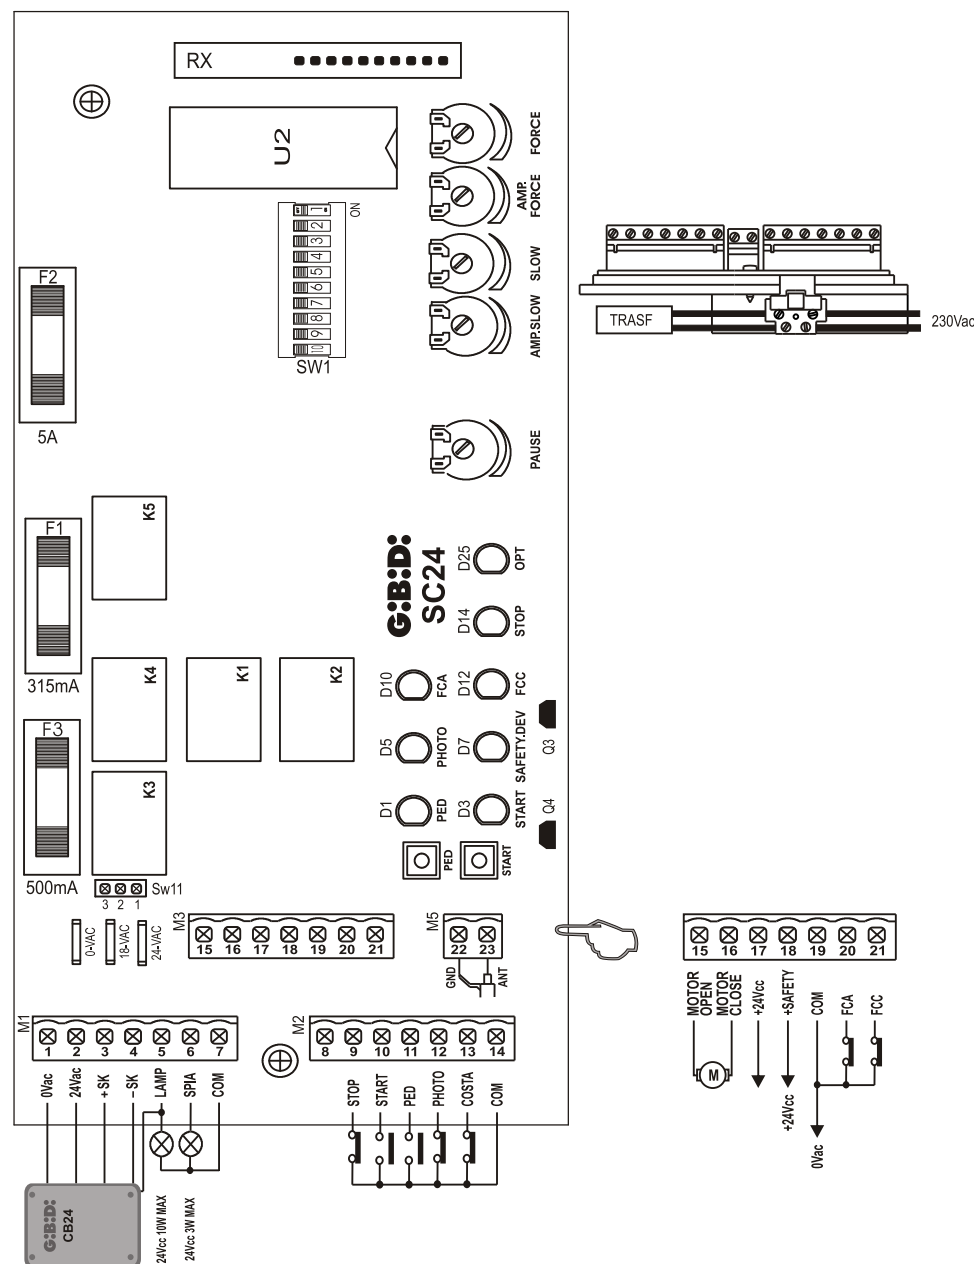 RX
U2
ON
1
2
3
4
5
6
7
8
9
10
SW1
FORCE
AMP.
FORCE
SLOW
AMP.SLOW
PAUSE
TRASF
230Vac
F2
5A
F1
315mA
F3
500mA
K5
K4
K1
K2
K3
G:B:D:
SC24
D25
OPT
D14
STOP
D10
FCA
D12
FCC
D5
PHOTO
D7
SAFETY.DEV
D1
PED
D3
START
Q3
Q4
PED
START
Sw11
3 2 1
0-VAC
18-VAC
24-VAC
M3
15 16 17 18 19 20 21
M5
22 23
GND
ANT
M1
1 2 3 4 5 6 7
0Vac
24Vac
+SK
-SK
LAMP
SPIA
COM
M2
8 9 10 11 12 13 14
STOP
START
PED
PHOTO
COSTA
COM
G:B:D:
CB24
24Vcc 10W MAX
24Vcc 3W MAX
15 16 17 18 19 20 21
MOTOR
OPEN
MOTOR
CLOSE
+24Vcc
+SAFETY
COM
FCA
FCC
M
+24Vcc
0Vac